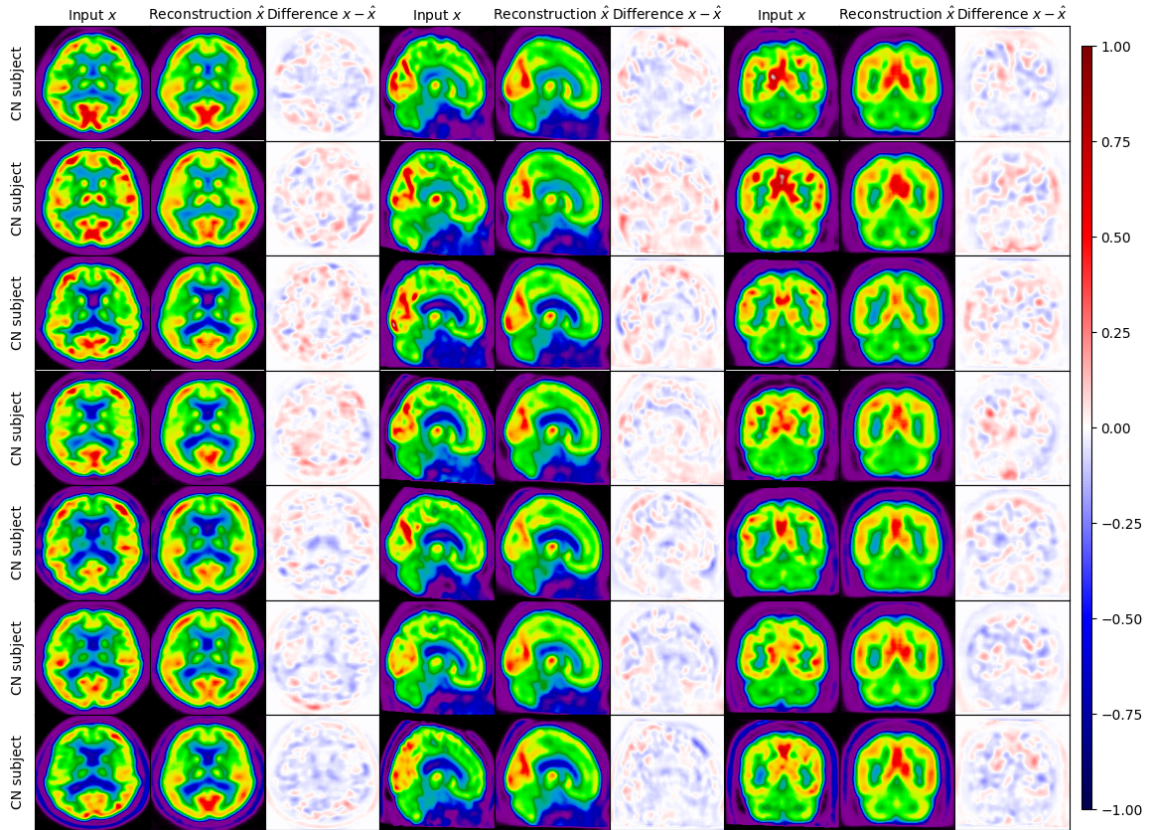 Input x Reconstruction x̂ Difference x − x̂ Input x Reconstruction x̂ Difference x − x̂ Input x Reconstruction x̂ Difference x − x̂
CN subject
CN subject
CN subject
CN subject
CN subject
CN subject
CN subject
1.00
0.75
0.50
0.25
0.00
−0.25
−0.50
−0.75
−1.00